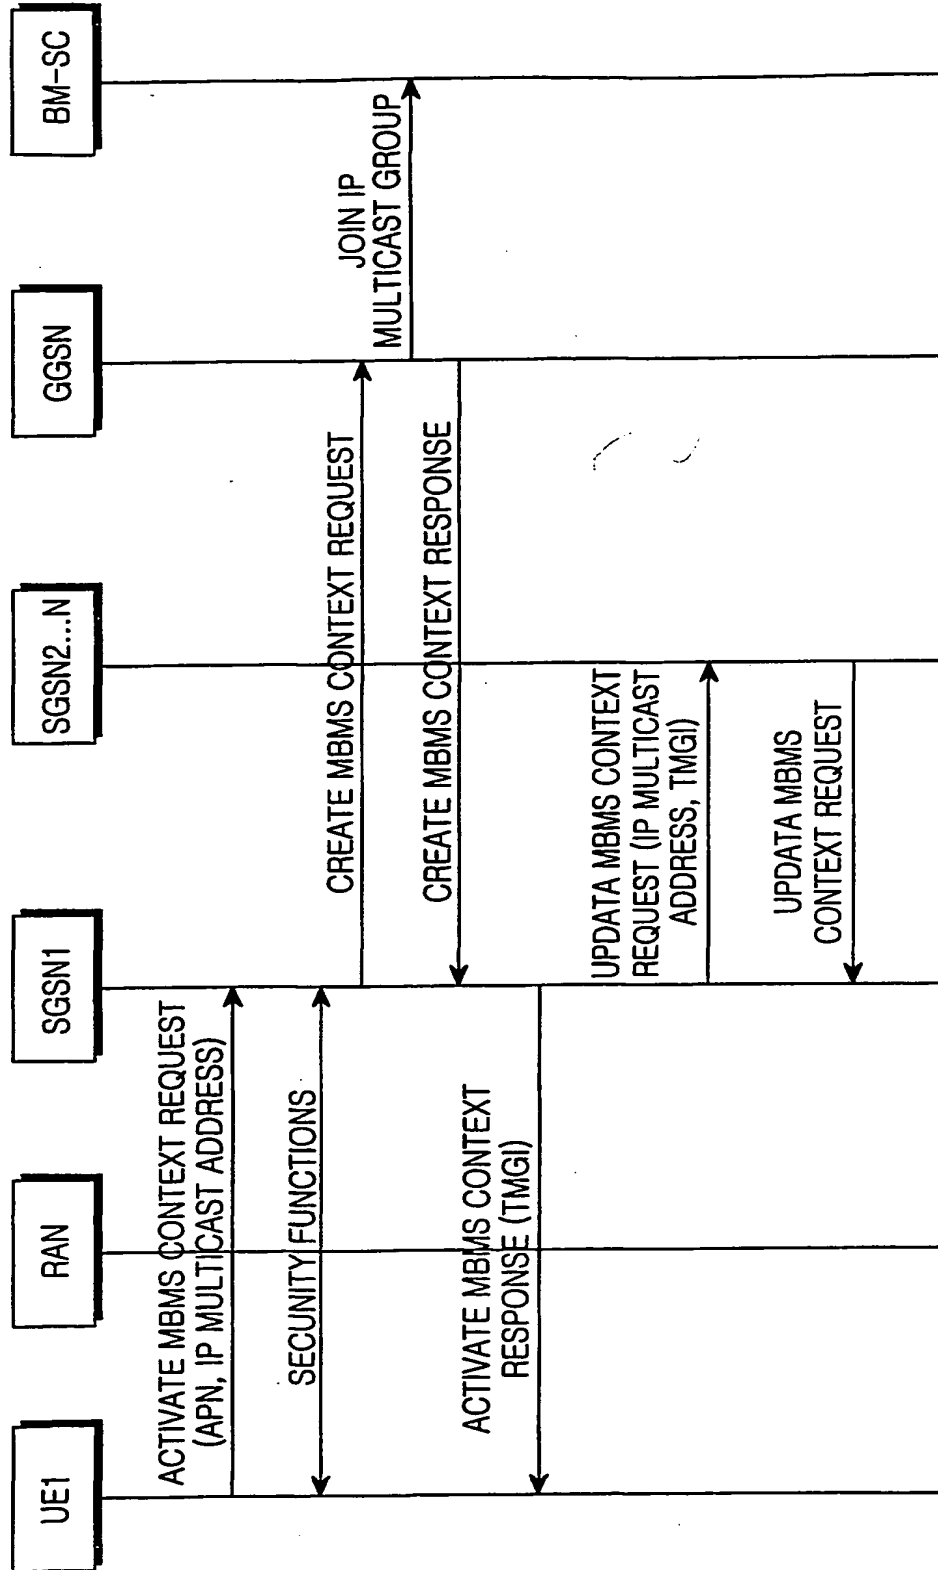 UE1
RAN
SGSN1
SGSN2...N
GGSN
BM-SC
ACTIVATE MBMS CONTEXT REQUEST
(APN, IP MULTICAST ADDRESS)
SECUNITY FUNCTIONS
CREATE MBMS CONTEXT REQUEST
JOIN IP
MULTICAST GROUP
CREATE MBMS CONTEXT RESPONSE
ACTIVATE MBMS CONTEXT
RESPONSE (TMGI)
UPDATA MBMS CONTEXT
REQUEST (IP MULTICAST
ADDRESS, TMGI)
UPDATA MBMS
CONTEXT REQUEST